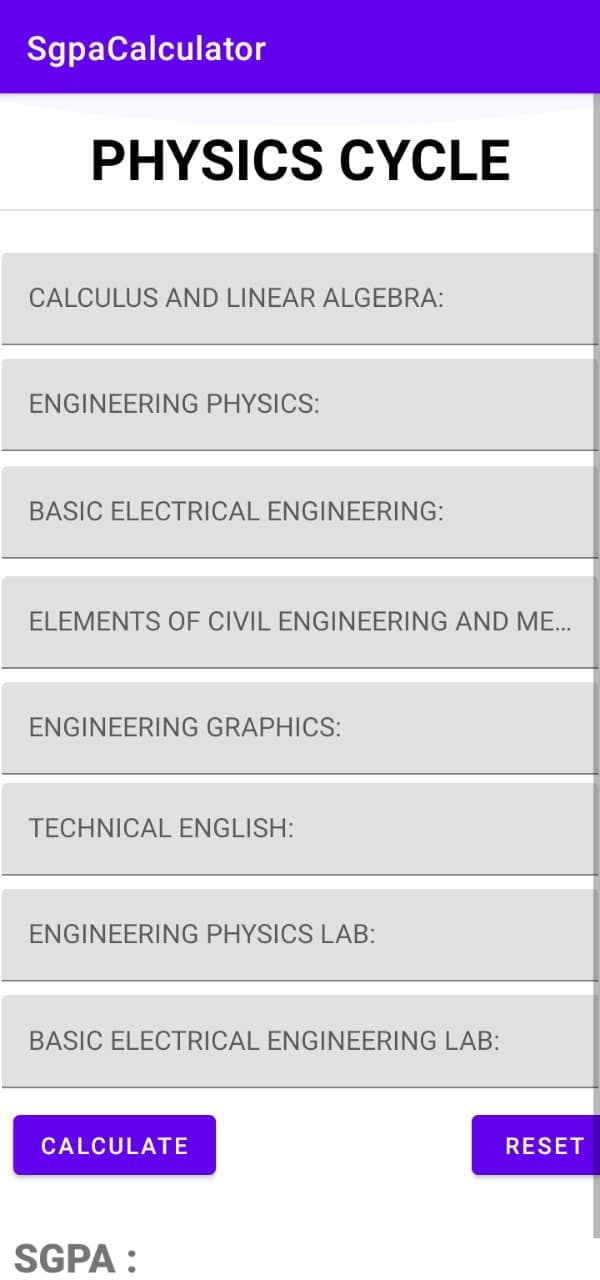 SgpaCalculator
PHYSICS CYCLE
CALCULUS AND LINEAR ALGEBRA:
ENGINEERING PHYSICS:
BASIC ELECTRICAL ENGINEERING:
ELEMENTS OF CIVIL ENGINEERING AND ME...
ENGINEERING GRAPHICS:
TECHNICAL ENGLISH:
ENGINEERING PHYSICS LAB:
BASIC ELECTRICAL ENGINEERING LAB:
CALCULATE RESET
SGPA :